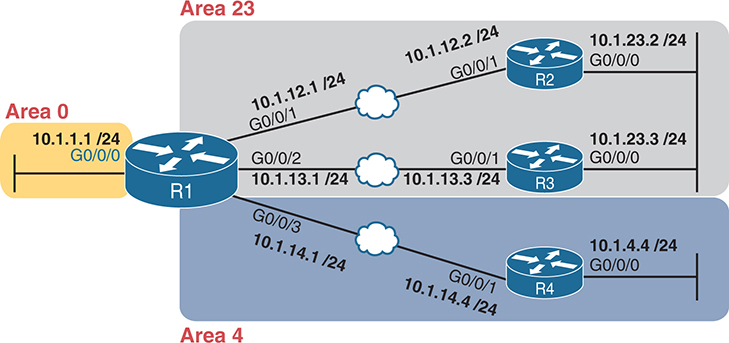 Area 23
10.1.12.2 /24
G0/0/1
R2
10.1.23.2 /24
G0/0/0
10.1.12.1 /24
G0/0/1
Area 0
10.1.1.1 /24
G0/0/0
R1
G0/0/2
10.1.13.1 /24
G0/0/1
10.1.13.3 /24
R3
10.1.23.3 /24
G0/0/0
G0/0/3
10.1.14.1 /24
G0/0/1
10.1.14.4 /24
R4
10.1.4.4 /24
G0/0/0
Area 4